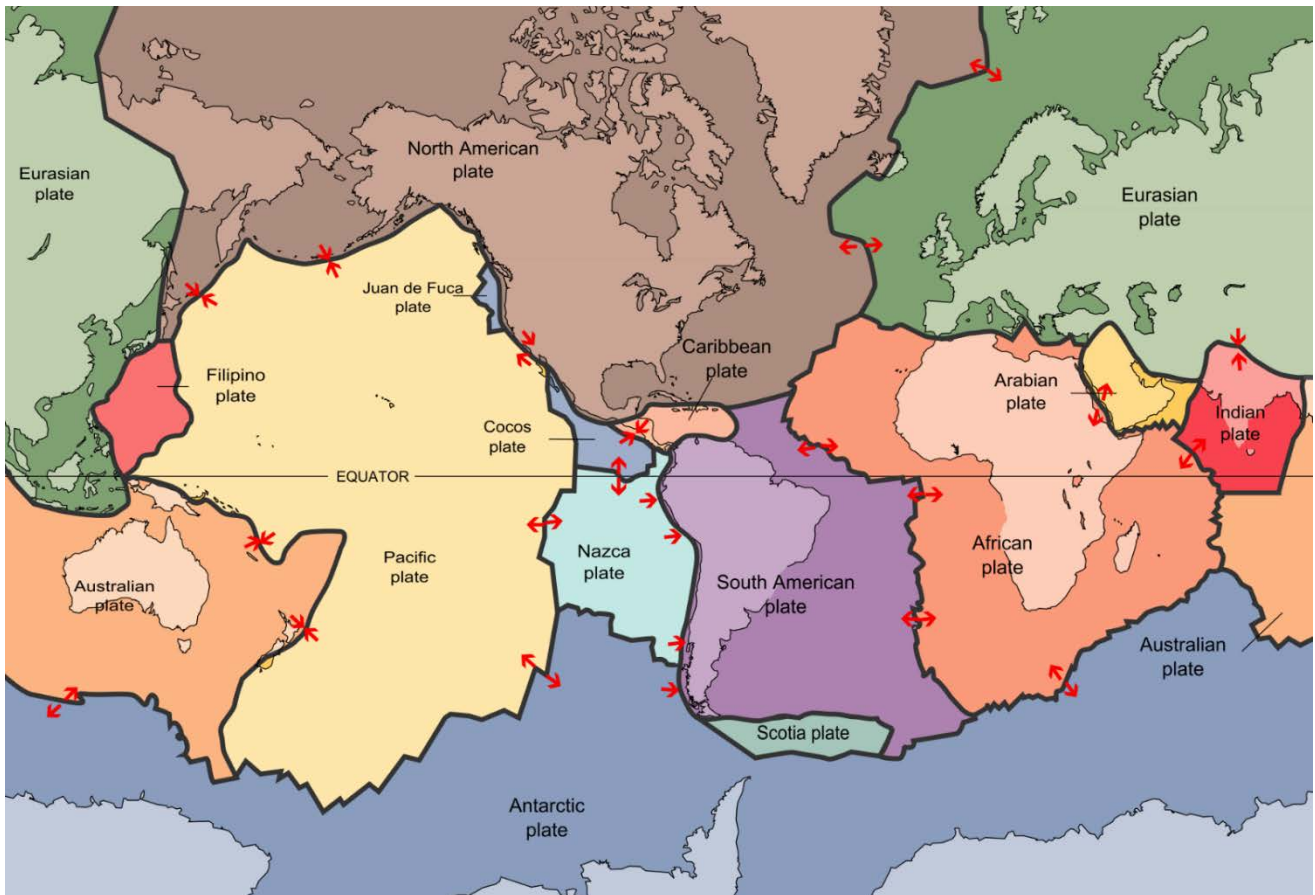 North American
plate
Eurasian
plate
Eurasian
plate
Juan de Fuca
plate
Caribbean
plate
Filipino
plate
Arabian
plate
Cocos
plate
Indian
plate
EQUATOR
Pacific
plate
Nazca
plate
South American
plate
African
plate
Australian
plate
Australian
plate
Scotia plate
Antarctic
plate